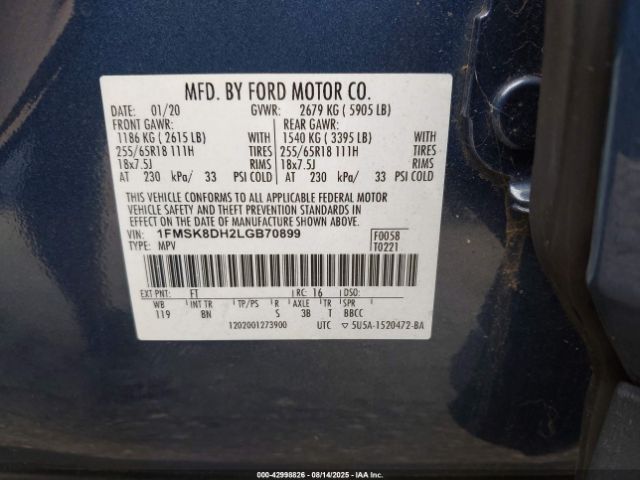 MFD. BY FORD MOTOR CO.
DATE: 01/20 GVWR: 2679 KG ( 5905 LB)
FRONT GAWR: REAR GAWR:
1186 KG ( 2615 LB) WITH 1540 KG ( 3395 LB) WITH
255/65R18 111H TIRES 255/65R18 111H TIRES
18x7.5J RIMS 18x7.5J RIMS
AT 230 kPa/ 33 PSI COLD AT 230 kPa/ 33 PSI COLD
THIS VEHICLE CONFORMS TO ALL APPLICABLE FEDERAL MOTOR
VEHICLE SAFETY AND THEFT PREVENTION STANDARDS IN
EFFECT ON THE DATE OF MANUFACTURE SHOWN ABOVE.
VIN: 1FMSK8DH2LGB70899 F0058
TYPE: MPV T0221
EXT PNT: FT RC: 16 DSO:
WB INT TR TP/PS R AXLE TR SPR
119 BN S 3B T BBCC
1202001273900 UTC 5U5A-1520472-BA
000-42998826 - 08/14/2025 - IAAI.COM